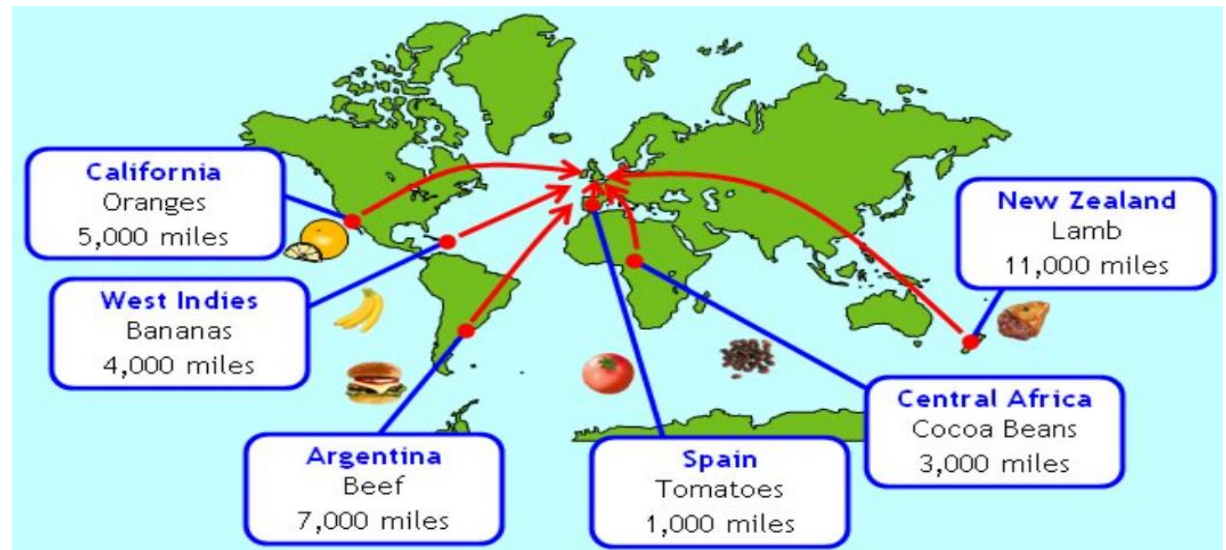 California
Oranges
5,000 miles
West Indies
Bananas
4,000 miles
Argentina
Beef
7,000 miles
Spain
Tomatoes
1,000 miles
Central Africa
Cocoa Beans
3,000 miles
New Zealand
Lamb
11,000 miles